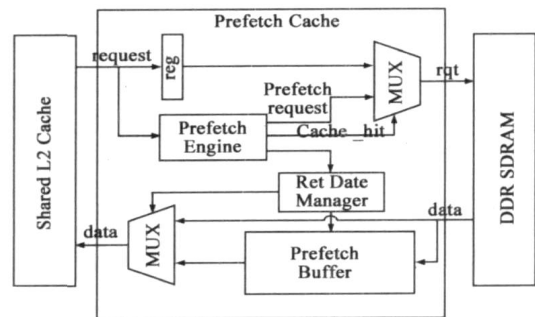 Prefetch Cache
request
reg
MUX
rqt
Prefetch
request
Prefetch
Engine
Cache_hit
Shared L2 Cache
DDR SDRAM
Ret Date
Manager
data
MUX
data
Prefetch
Buffer